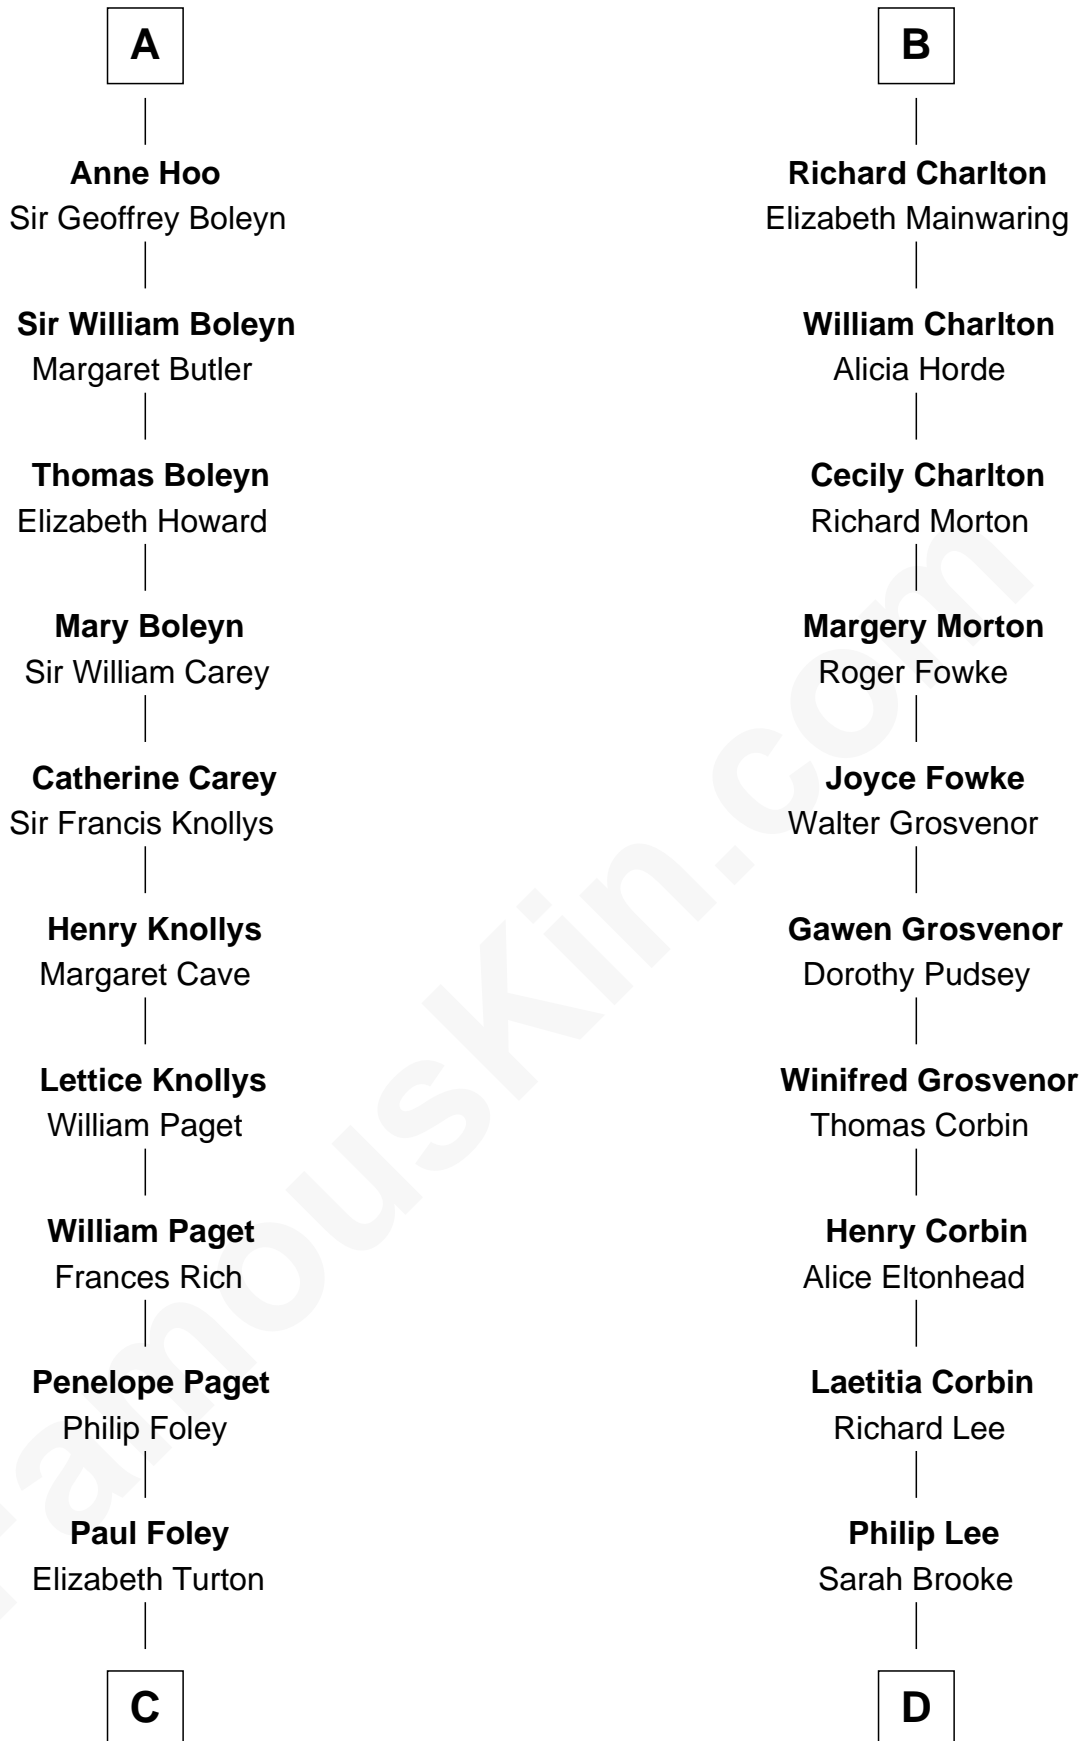 A
Anne Hoo
Sir Geoffrey Boleyn
Sir William Boleyn
Margaret Butler
Thomas Boleyn
Elizabeth Howard
Mary Boleyn
Sir William Carey
Catherine Carey
Sir Francis Knollys
Henry Knollys
Margaret Cave
Lettice Knollys
William Paget
William Paget
Frances Rich
Penelope Paget
Philip Foley
Paul Foley
Elizabeth Turton
C
B
Richard Charlton
Elizabeth Mainwaring
William Charlton
Alicia Horde
Cecily Charlton
Richard Morton
Margery Morton
Roger Fowke
Joyce Fowke
Walter Grosvenor
Gawen Grosvenor
Dorothy Pudsey
Winifred Grosvenor
Thomas Corbin
Henry Corbin
Alice Eltonhead
Laetitia Corbin
Richard Lee
Philip Lee
Sarah Brooke
D
FamousKin.com